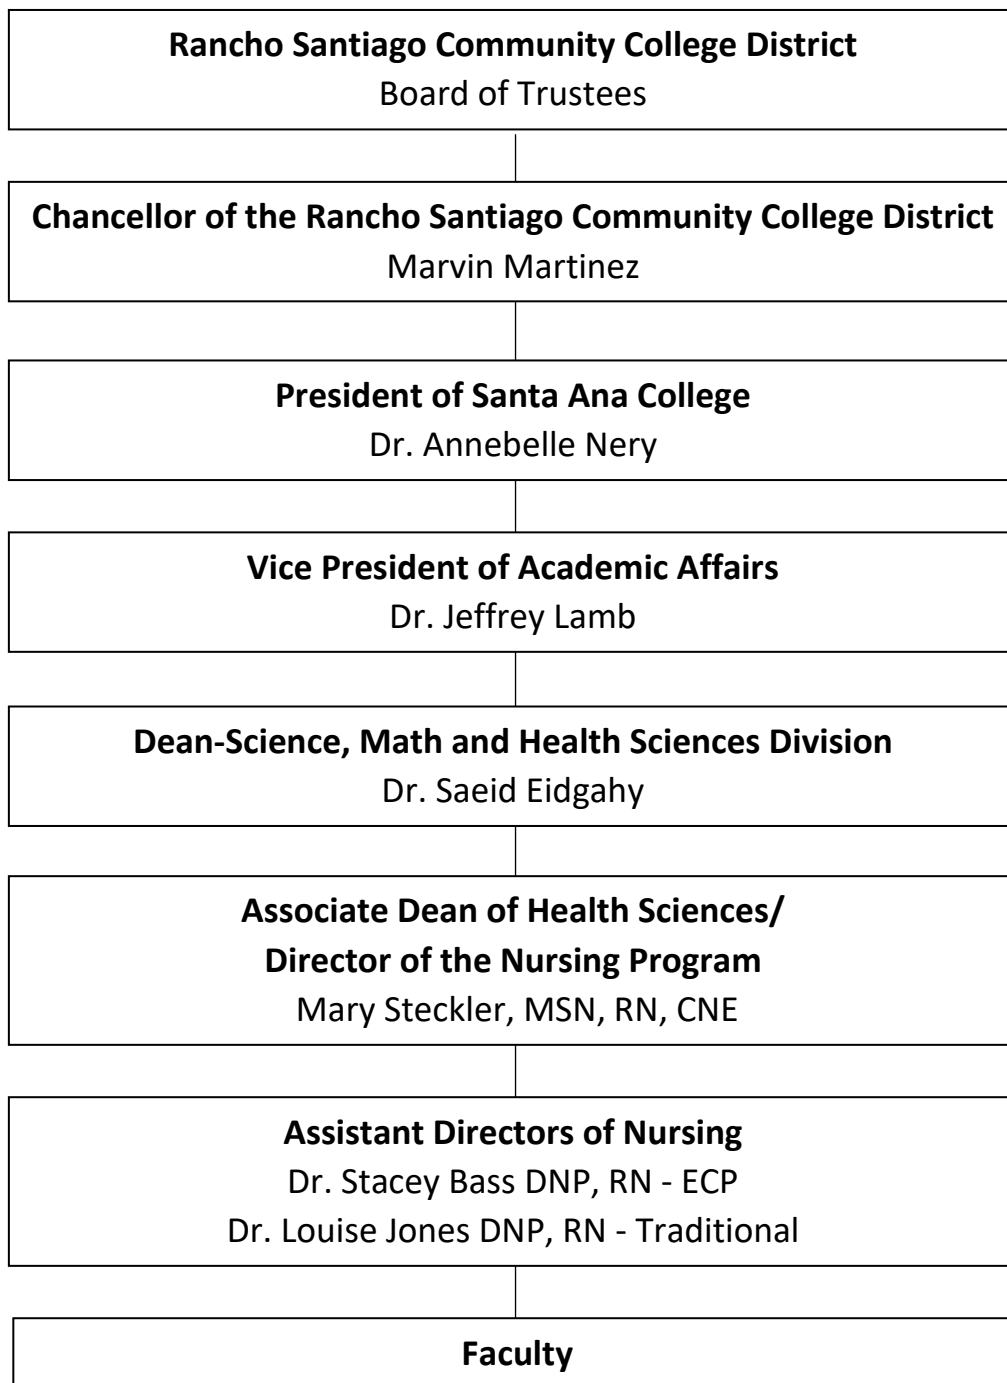 Rancho Santiago Community College District
Board of Trustees
Chancellor of the Rancho Santiago Community College District
Marvin Martinez
President of Santa Ana College
Dr. Annebelle Nery
Vice President of Academic Affairs
Dr. Jeffrey Lamb
Dean-Science, Math and Health Sciences Division
Dr. Saeid Eidgahy
Associate Dean of Health Sciences/
Director of the Nursing Program
Mary Steckler, MSN, RN, CNE
Assistant Directors of Nursing
Dr. Stacey Bass DNP, RN - ECP
Dr. Louise Jones DNP, RN - Traditional
Faculty